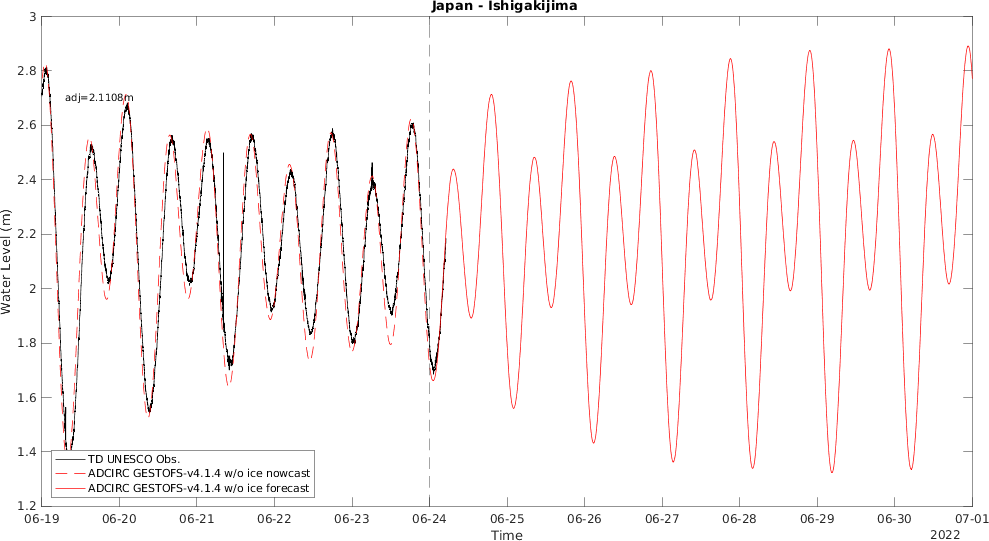 Japan - Ishigakijima
3
2.8
2.6
2.4
2.2
2
1.8
1.6
1.4
1.2
Water Level (m)
adj=2.1108m
TD UNESCO Obs.
ADCIRC GESTOFS-v4.1.4 w/o ice nowcast
ADCIRC GESTOFS-v4.1.4 w/o ice forecast
06-19 06-20 06-21 06-22 06-23 06-24 06-25 06-26 06-27 06-28 06-29 06-30 07-01
Time
2022